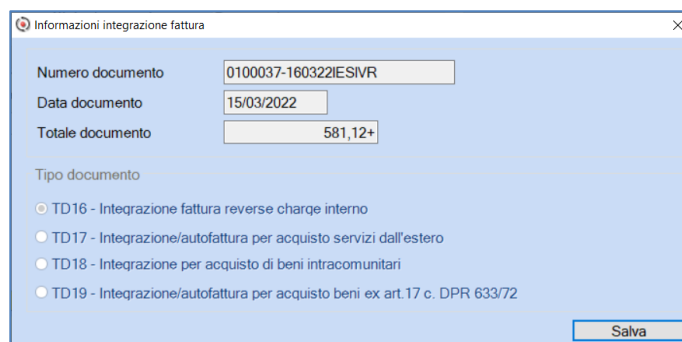 Informazioni integrazione fattura
Numero documento 0100037-160322IESIVR
Data documento 15/03/2022
Totale documento 581,12+
Tipo documento
TD16 - Integrazione fattura reverse charge interno
TD17 - Integrazione/autofattura per acquisto servizi dall'estero
TD18 - Integrazione per acquisto di beni intracomunitari
TD19 - Integrazione/autofattura per acquisto beni ex art.17 c. DPR 633/72
Salva